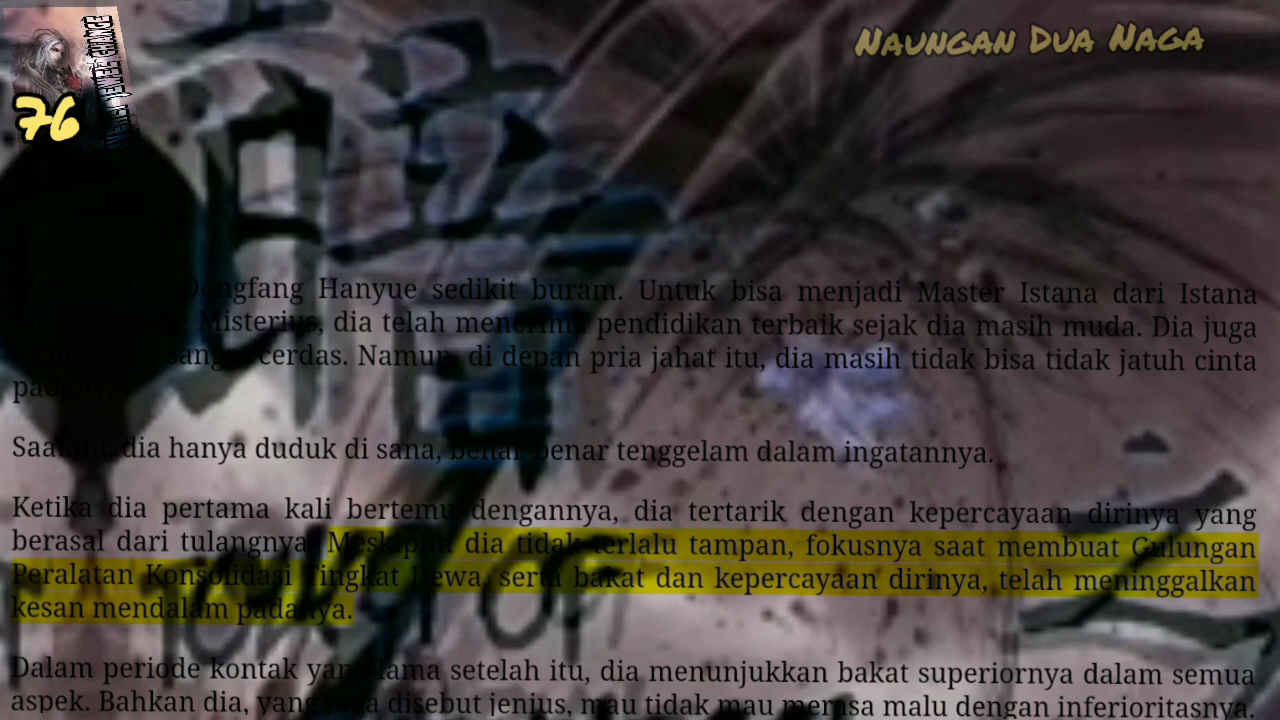 Naungan Dua Naga
76
Dongfang Hanyue sedikit buram. Untuk bisa menjadi Master Istana dari Istana
Misterius, dia telah menerima pendidikan terbaik sejak dia masih muda. Dia juga
sangat cerdas. Namun, di depan pria jahat itu, dia masih tidak bisa tidak jatuh cinta
padanya.
Saat ini, dia hanya duduk di sana, benar-benar tenggelam dalam ingatannya.
Ketika dia pertama kali bertemu dengannya, dia tertarik dengan kepercayaan dirinya yang
berasal dari tulangnya. Meskipun dia tidak terlalu tampan, fokusnya saat membuat Gulungan
Peralatan Konsolidasi Tingkat Dewa, serta bakat dan kepercayaan dirinya, telah meninggalkan
kesan mendalam padanya.
Dalam periode kontak yang lama setelah itu, dia menunjukkan bakat superiornya dalam semua
aspek. Bahkan dia, yang juga disebut jenius, mau tidak mau merasa malu dengan inferioritasnya.